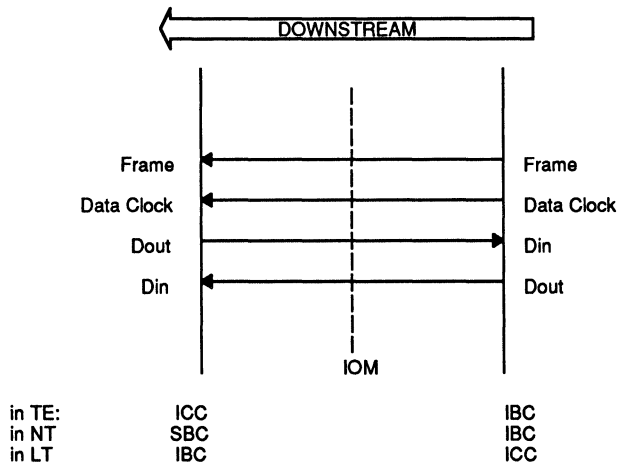 DOWNSTREAM
Frame Frame
Data Clock Data Clock
Dout Din
Din Dout
IOM
in TE: ICC IBC
in NT SBC IBC
in LT IBC ICC